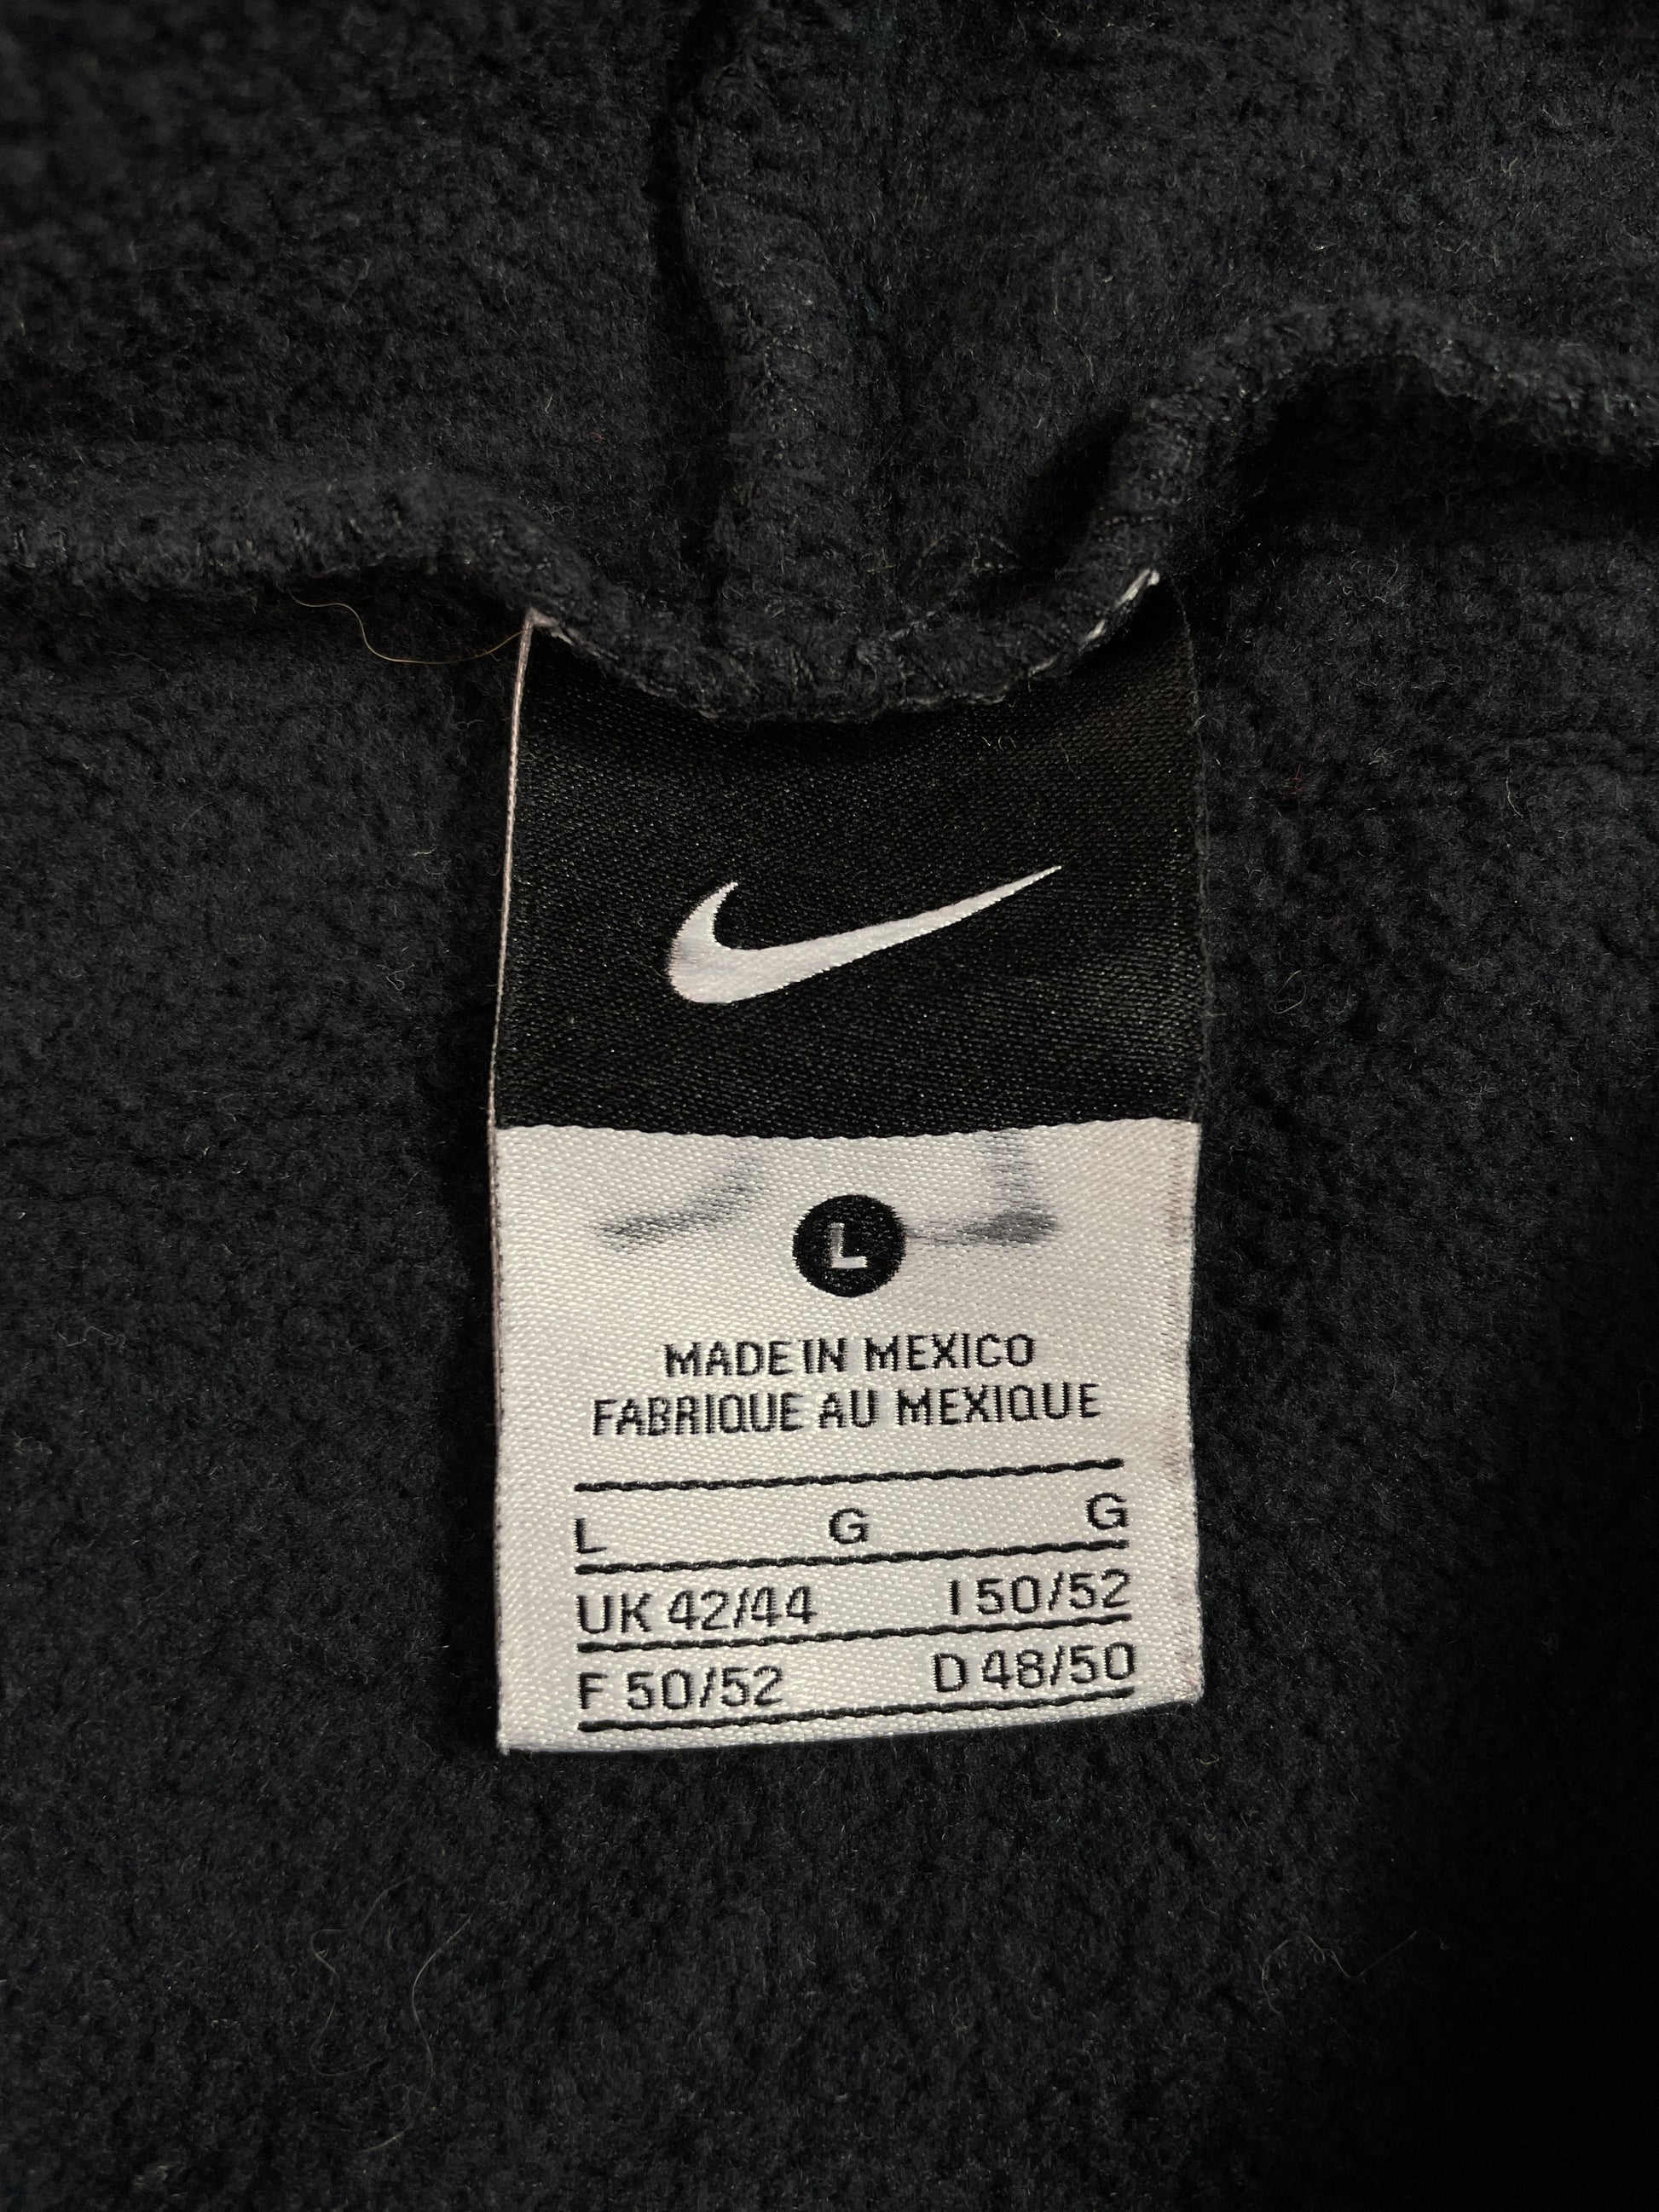 L
MADE IN MEXICO
FABRIQUE AU MEXIQUE
L G G
UK 42/44 I 50/52
F 50/52 D 48/50